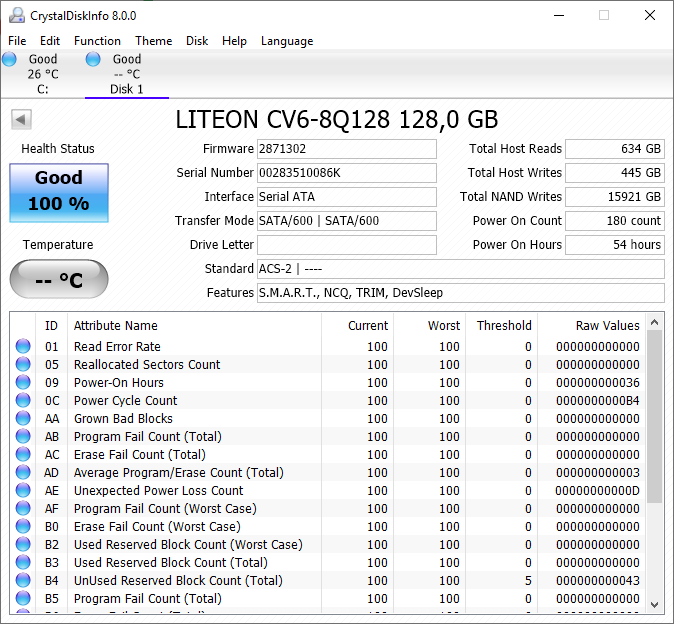 CrystalDiskInfo 8.0.0
File Edit Function Theme Disk Help Language
Good Good
26 °C -- °C
C: Disk 1
LITEON CV6-8Q128 128,0 GB
Health Status
Good
100 %
Temperature
-- °C
Firmware 2871302
Serial Number 00283510086K
Interface Serial ATA
Transfer Mode SATA/600 | SATA/600
Drive Letter
Total Host Reads 634 GB
Total Host Writes 445 GB
Total NAND Writes 15921 GB
Power On Count 180 count
Power On Hours 54 hours
Standard ACS-2 | ----
Features S.M.A.R.T., NCQ, TRIM, DevSleep
ID Attribute Name Current Worst Threshold Raw Values
01 Read Error Rate 100 100 0 000000000000
05 Reallocated Sectors Count 100 100 0 000000000000
09 Power-On Hours 100 100 0 000000000036
0C Power Cycle Count 100 100 0 0000000000B4
AA Grown Bad Blocks 100 100 0 000000000000
AB Program Fail Count (Total) 100 100 0 000000000000
AC Erase Fail Count (Total) 100 100 0 000000000000
AD Average Program/Erase Count (Total) 100 100 0 000000000003
AE Unexpected Power Loss Count 100 100 0 00000000000D
AF Program Fail Count (Worst Case) 100 100 0 000000000000
B0 Erase Fail Count (Worst Case) 100 100 0 000000000000
B2 Used Reserved Block Count (Worst Case) 100 100 0 000000000000
B3 Used Reserved Block Count (Total) 100 100 0 000000000000
B4 UnUsed Reserved Block Count (Total) 100 100 5 000000000043
B5 Program Fail Count (Total) 100 100 0 000000000000